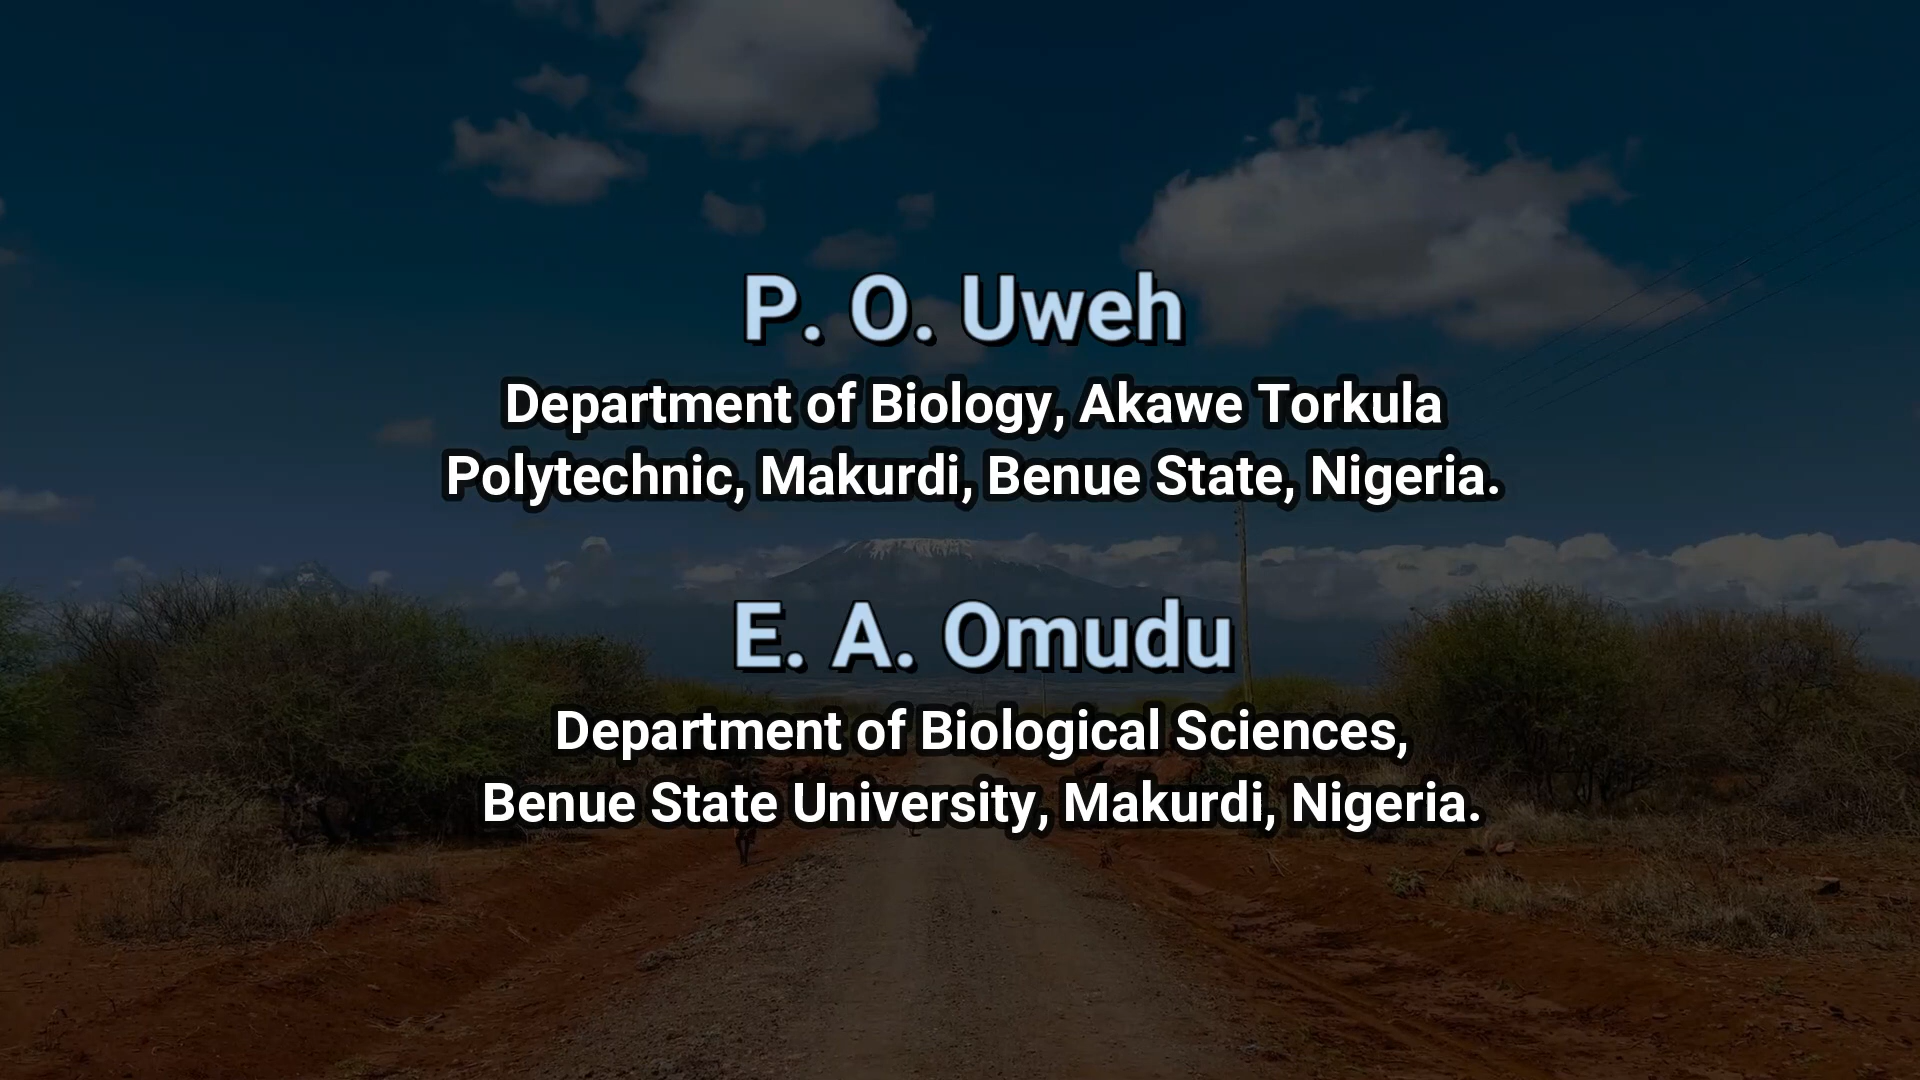 P. O. Uweh
Department of Biology, Akawe Torkula
Polytechnic, Makurdi, Benue State, Nigeria.
E. A. Omudu
Department of Biological Sciences,
Benue State University, Makurdi, Nigeria.